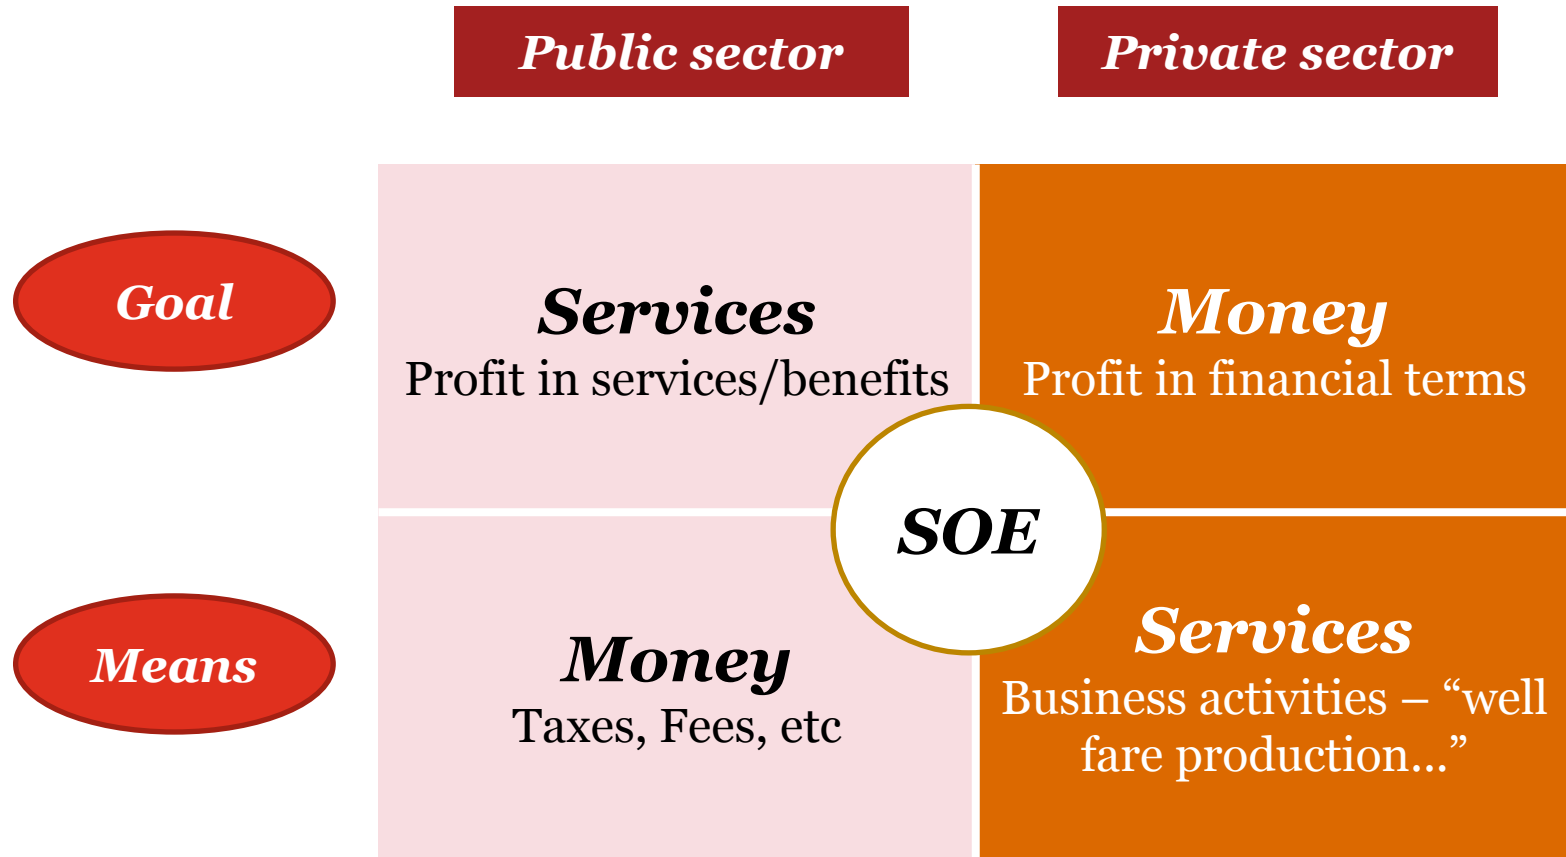 Public sector
Private sector
Goal
Services
Profit in services/benefits
Money
Profit in financial terms
SOE
Means
Money
Taxes, Fees, etc
Services
Business activities – “well
fare production...”